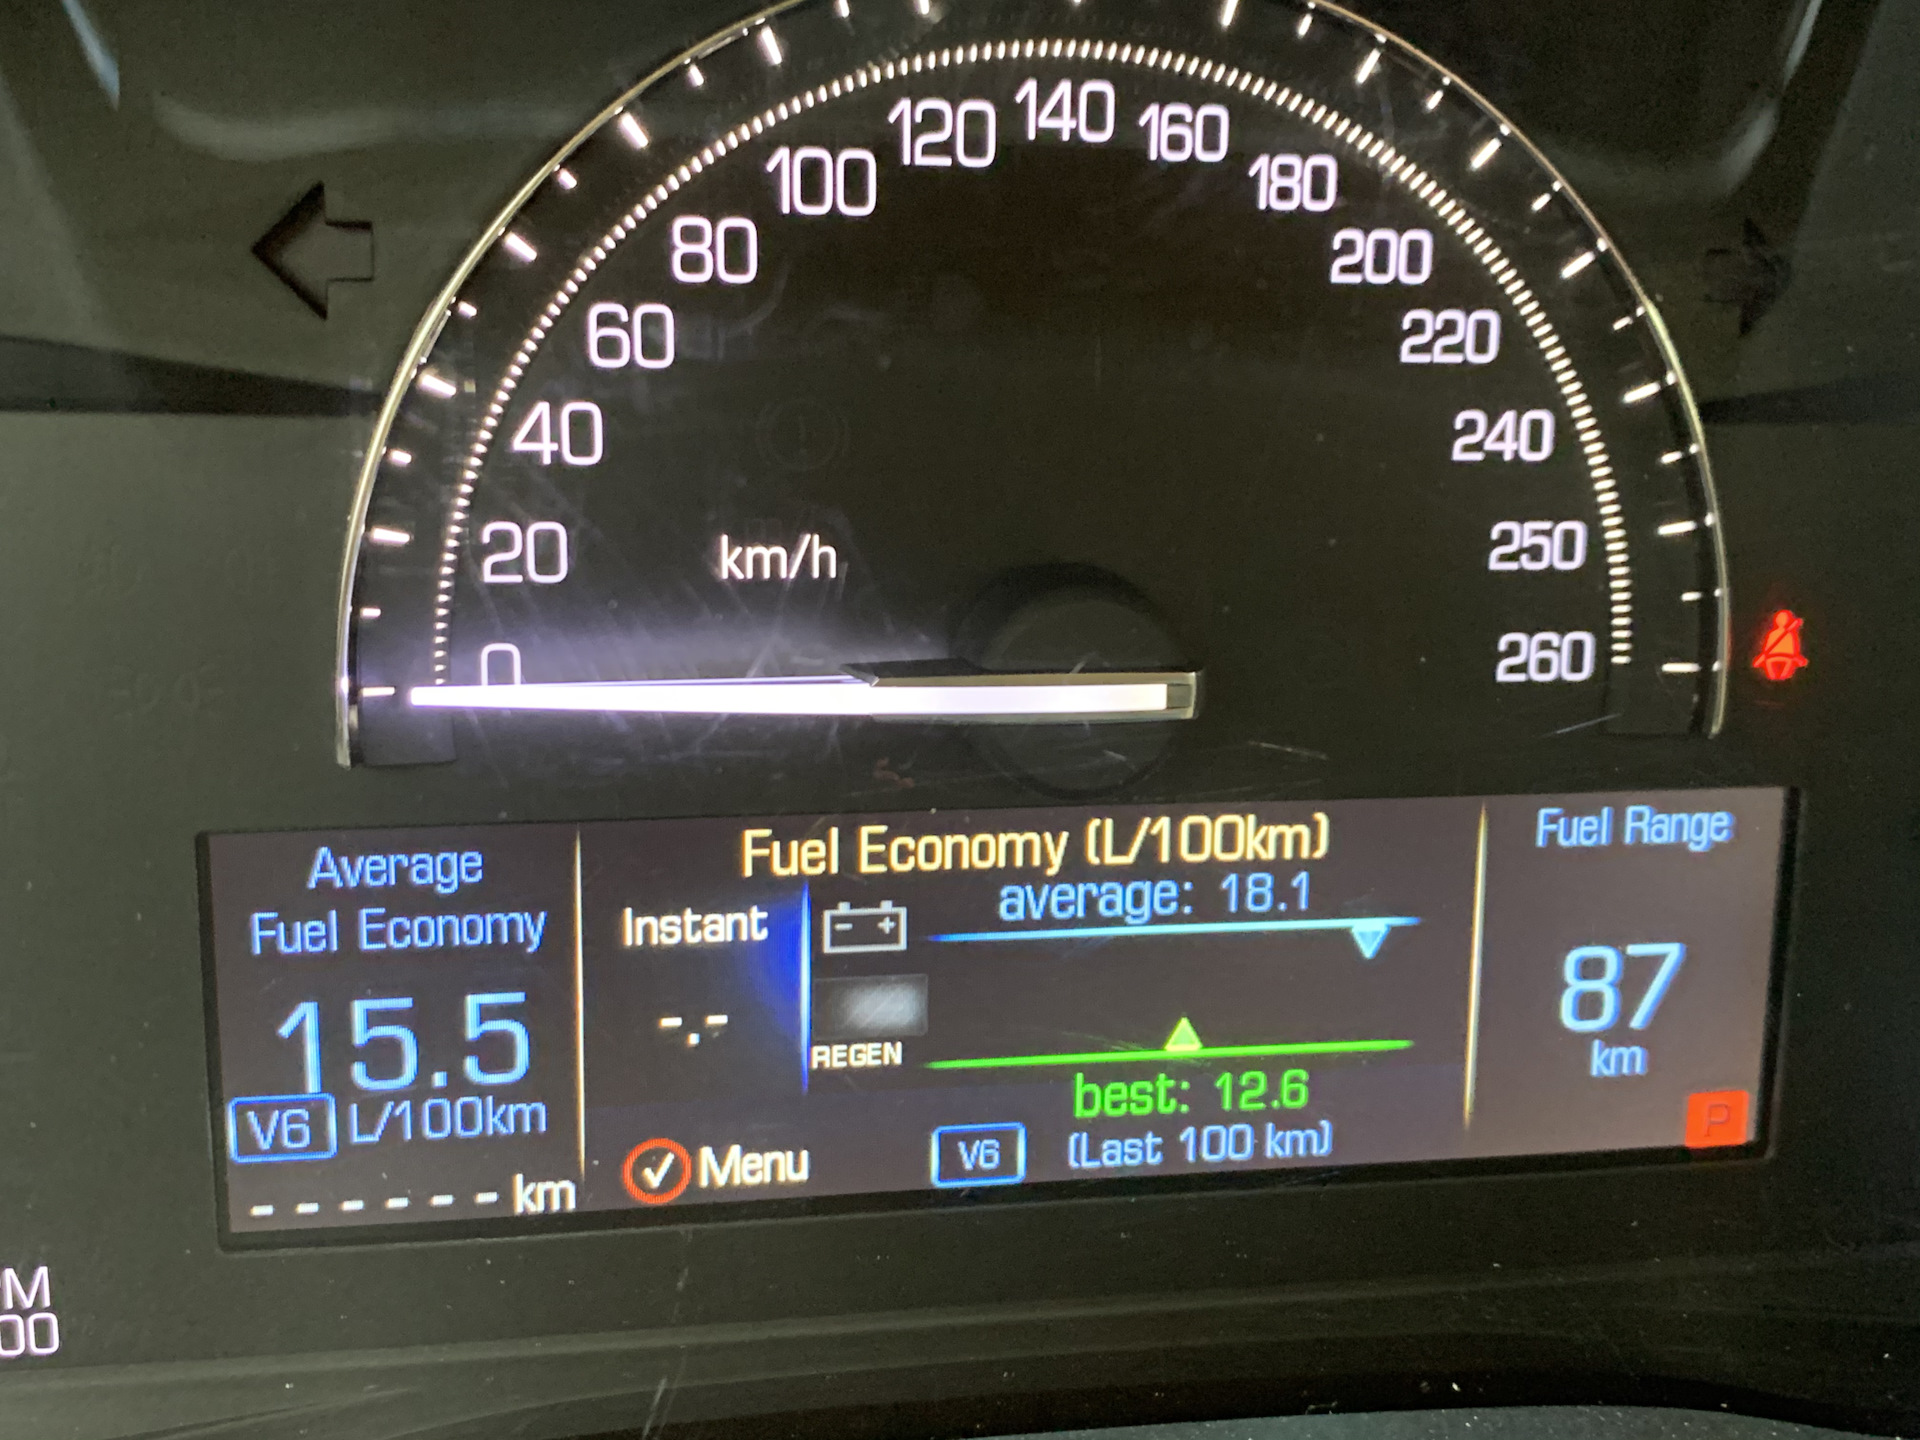 0
20
40
60
80
100
120
140
160
180
200
220
240
250
260
km/h
Average
Fuel Economy
15.5
V6 L/100km
- - - - - - km
Fuel Economy (L/100km)
average: 18.1
Instant
- +
-.-
REGEN
best: 12.6
(Last 100 km)
V6
Menu
Fuel Range
87
km
P